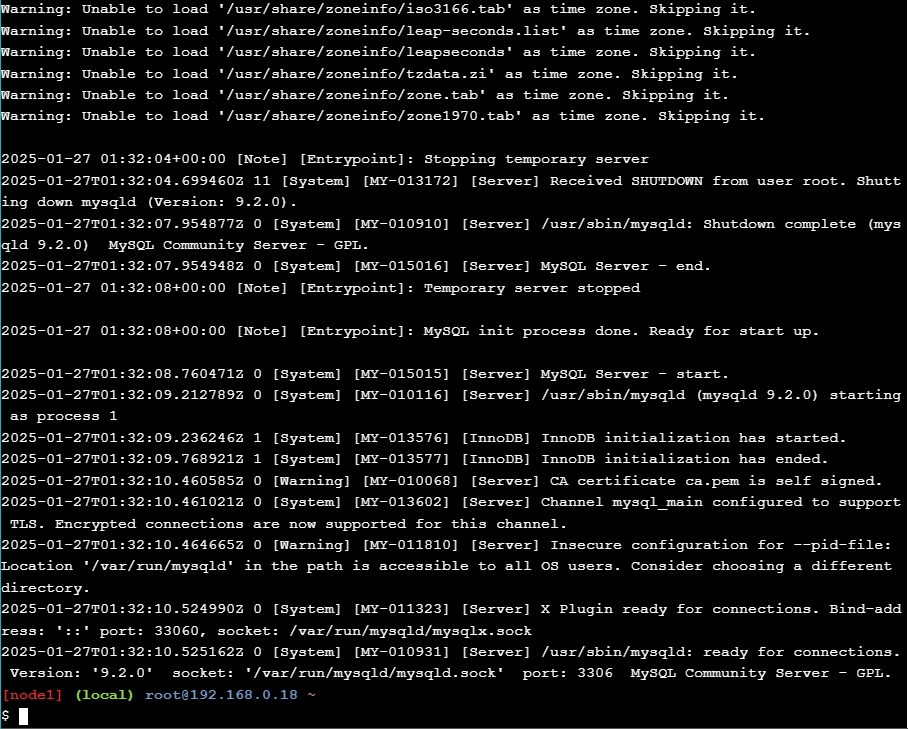 Warning: Unable to load '/usr/share/zoneinfo/iso3166.tab' as time zone. Skipping it.
Warning: Unable to load '/usr/share/zoneinfo/leap-seconds.list' as time zone. Skipping it.
Warning: Unable to load '/usr/share/zoneinfo/leapseconds' as time zone. Skipping it.
Warning: Unable to load '/usr/share/zoneinfo/tzdata.zi' as time zone. Skipping it.
Warning: Unable to load '/usr/share/zoneinfo/zone.tab' as time zone. Skipping it.
Warning: Unable to load '/usr/share/zoneinfo/zone1970.tab' as time zone. Skipping it.
2025-01-27 01:32:04+00:00 [Note] [Entrypoint]: Stopping temporary server
2025-01-27T01:32:04.699460Z 11 [System] [MY-013172] [Server] Received SHUTDOWN from user root. Shutt
ing down mysqld (Version: 9.2.0).
2025-01-27T01:32:07.954877Z 0 [System] [MY-010910] [Server] /usr/sbin/mysqld: Shutdown complete (mys
qld 9.2.0)  MySQL Community Server - GPL.
2025-01-27T01:32:07.954948Z 0 [System] [MY-015016] [Server] MySQL Server - end.
2025-01-27 01:32:08+00:00 [Note] [Entrypoint]: Temporary server stopped
2025-01-27 01:32:08+00:00 [Note] [Entrypoint]: MySQL init process done. Ready for start up.
2025-01-27T01:32:08.760471Z 0 [System] [MY-015015] [Server] MySQL Server - start.
2025-01-27T01:32:09.212789Z 0 [System] [MY-010116] [Server] /usr/sbin/mysqld (mysqld 9.2.0) starting
 as process 1
2025-01-27T01:32:09.236246Z 1 [System] [MY-013576] [InnoDB] InnoDB initialization has started.
2025-01-27T01:32:09.768921Z 1 [System] [MY-013577] [InnoDB] InnoDB initialization has ended.
2025-01-27T01:32:10.460585Z 0 [Warning] [MY-010068] [Server] CA certificate ca.pem is self signed.
2025-01-27T01:32:10.461021Z 0 [System] [MY-013602] [Server] Channel mysql_main configured to support
 TLS. Encrypted connections are now supported for this channel.
2025-01-27T01:32:10.464665Z 0 [Warning] [MY-011810] [Server] Insecure configuration for --pid-file:
Location '/var/run/mysqld' in the path is accessible to all OS users. Consider choosing a different
directory.
2025-01-27T01:32:10.524990Z 0 [System] [MY-011323] [Server] X Plugin ready for connections. Bind-add
ress: '::' port: 33060, socket: /var/run/mysqld/mysqlx.sock
2025-01-27T01:32:10.525162Z 0 [System] [MY-010931] [Server] /usr/sbin/mysqld: ready for connections.
 Version: '9.2.0'  socket: '/var/run/mysqld/mysqld.sock'  port: 3306  MySQL Community Server - GPL.
[node1] (local) root@192.168.0.18 ~
$